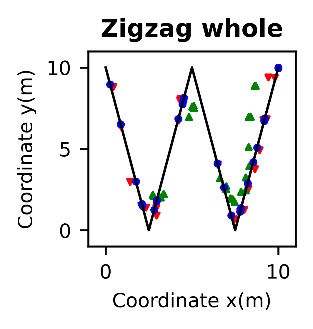 Zigzag whole
Coordinate y(m)
10
5
0
0
10
Coordinate x(m)